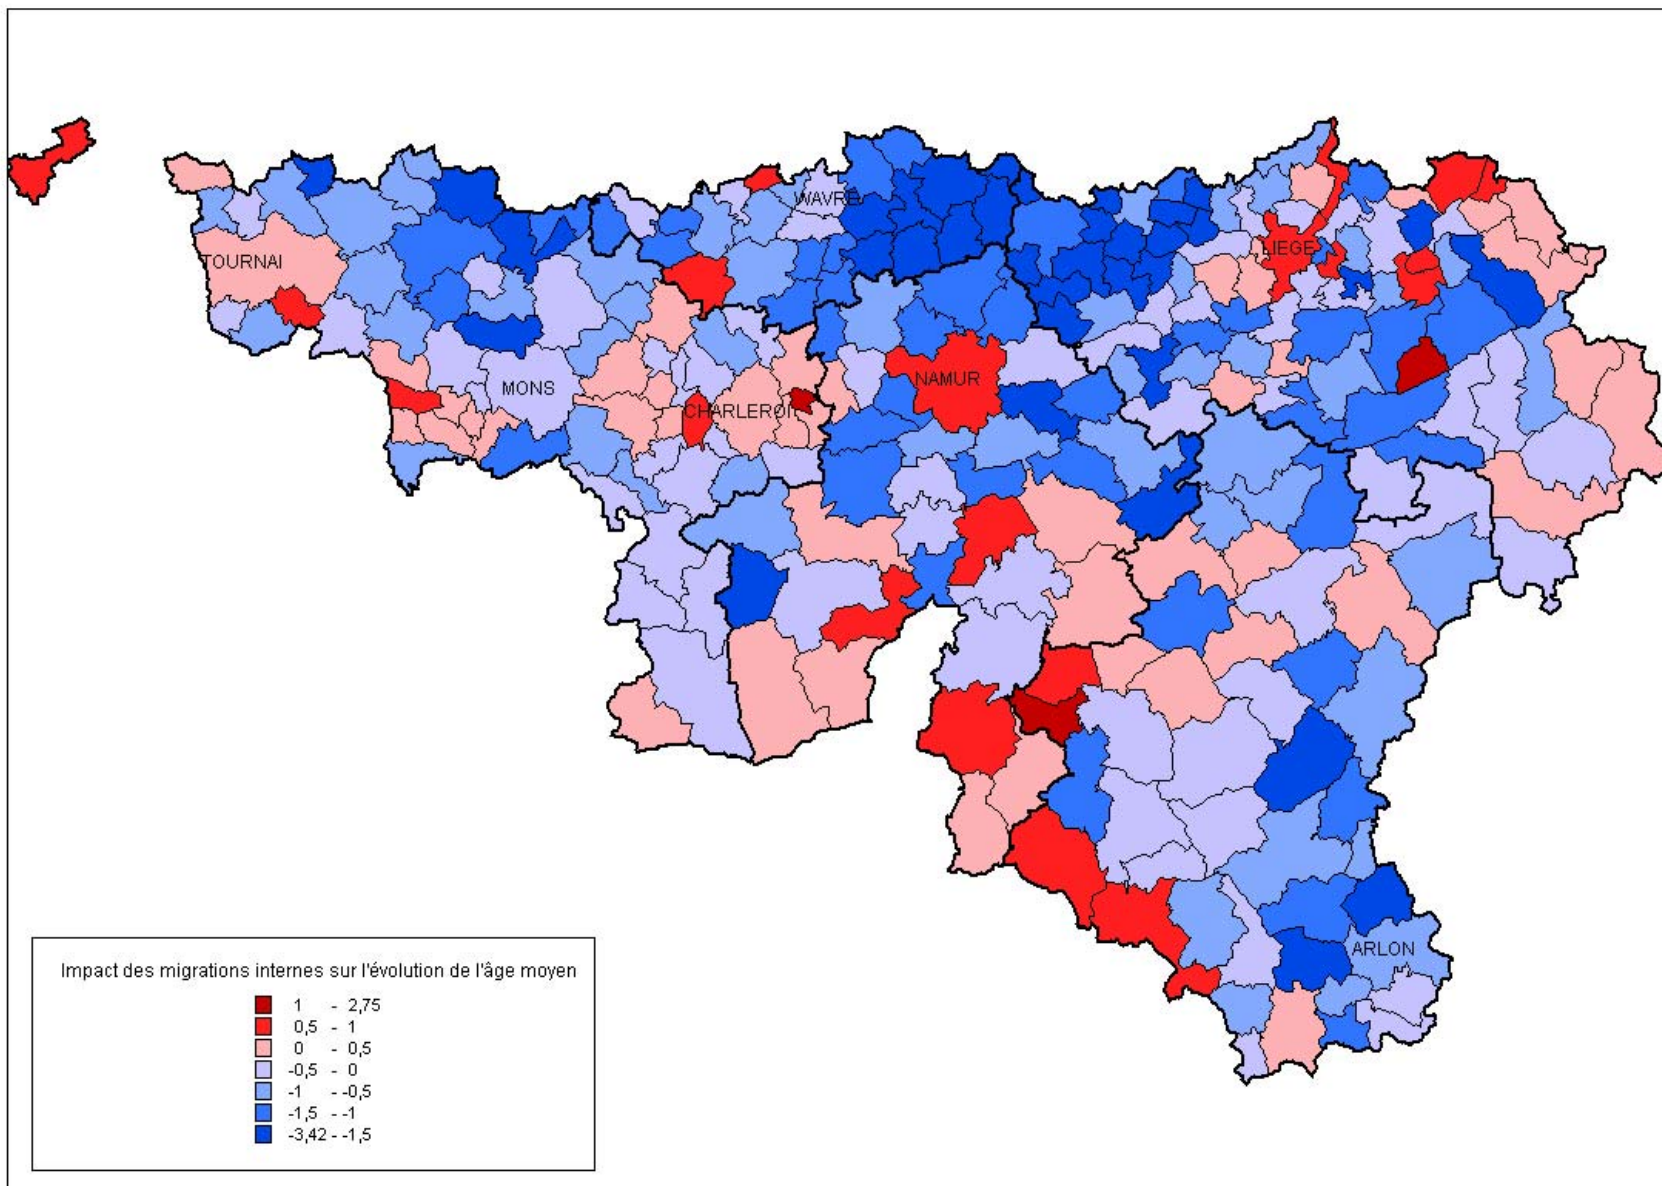 WAVRE
LIEGE
TOURNAI
NAMUR
MONS
CHARLEROI
ARLON
Impact des migrations internes sur l'évolution de l'âge moyen
1 - 2,75
0,5 - 1
0 - 0,5
-0,5 - 0
-1 - -0,5
-1,5 - -1
-3,42 - -1,5